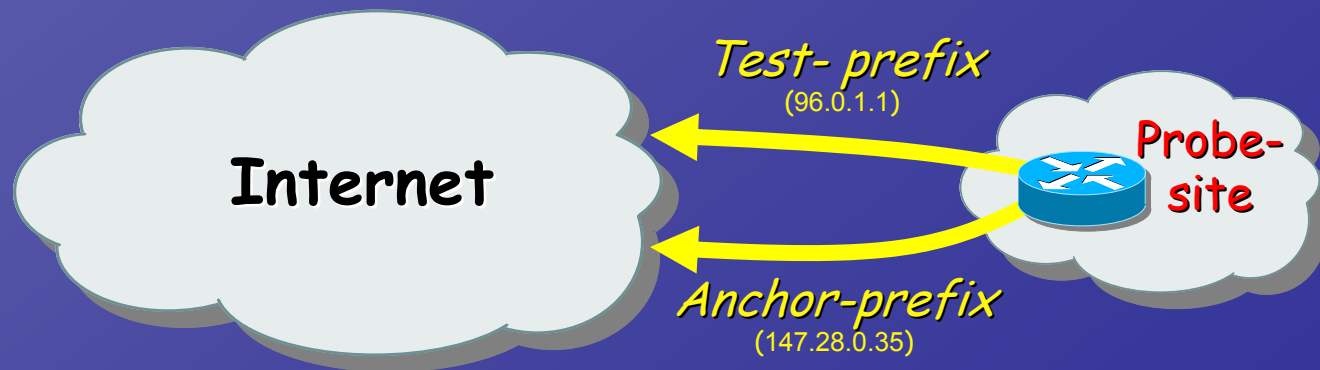 Test- prefix
(96.0.1.1)
Probe-
site
Internet
Anchor-prefix
(147.28.0.35)